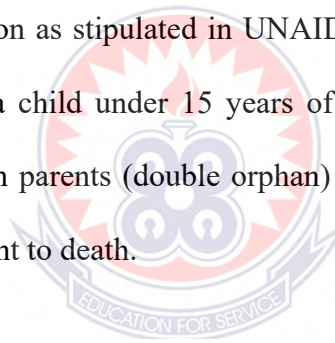 on as stipulated in UNAID
a child under 15 years of
n parents (double orphan)
nt to death.
EDUCATION FOR SERVICE